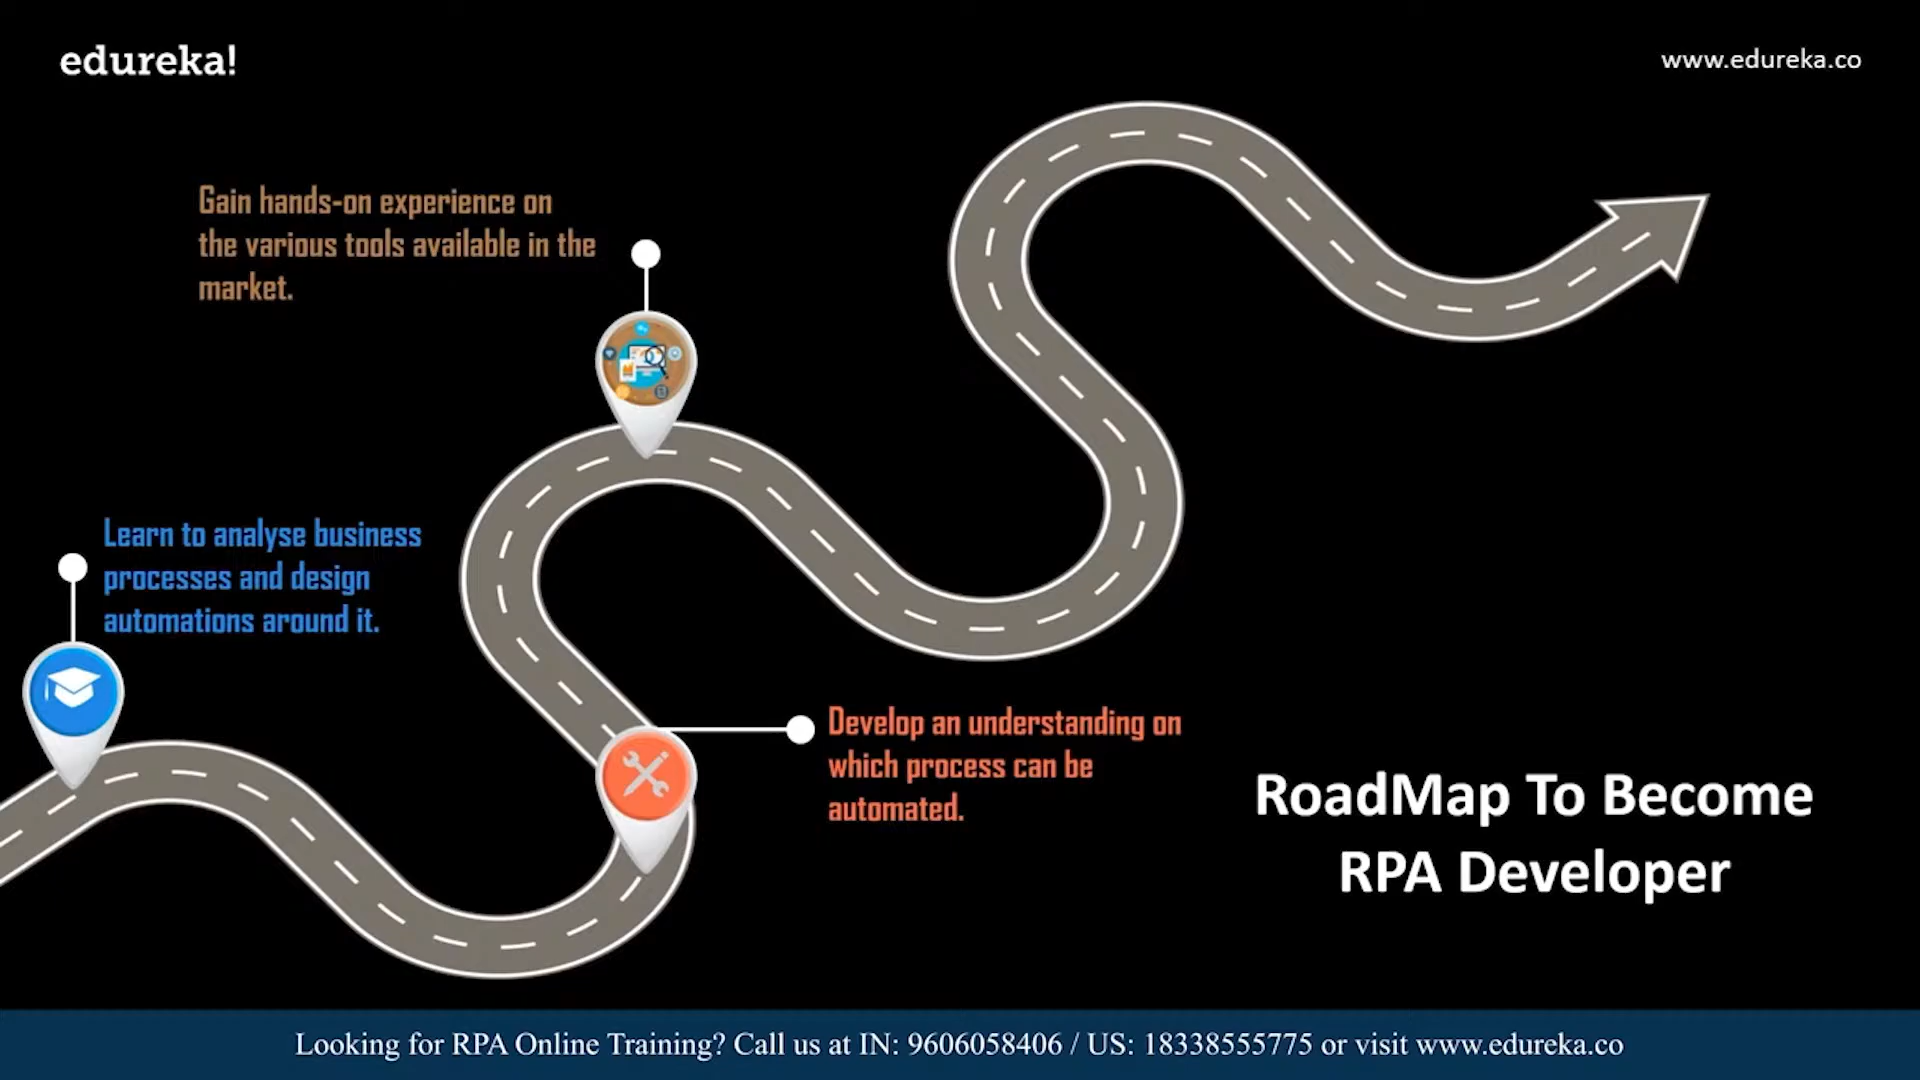 edureka!
www.edureka.co
Gain hands-on experience on
the various tools available in the
market.
Learn to analyse business
processes and design
automations around it.
Develop an understanding on
which process can be
automated.
RoadMap To Become
RPA Developer
Looking for RPA Online Training? Call us at IN: 9606058406 / US: 18338555775 or visit www.edureka.co